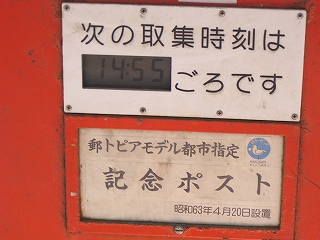 次の取集時刻は
14:55 ごろです
郵トピアモデル都市指定
記念ポスト
昭和63年4月20日設置